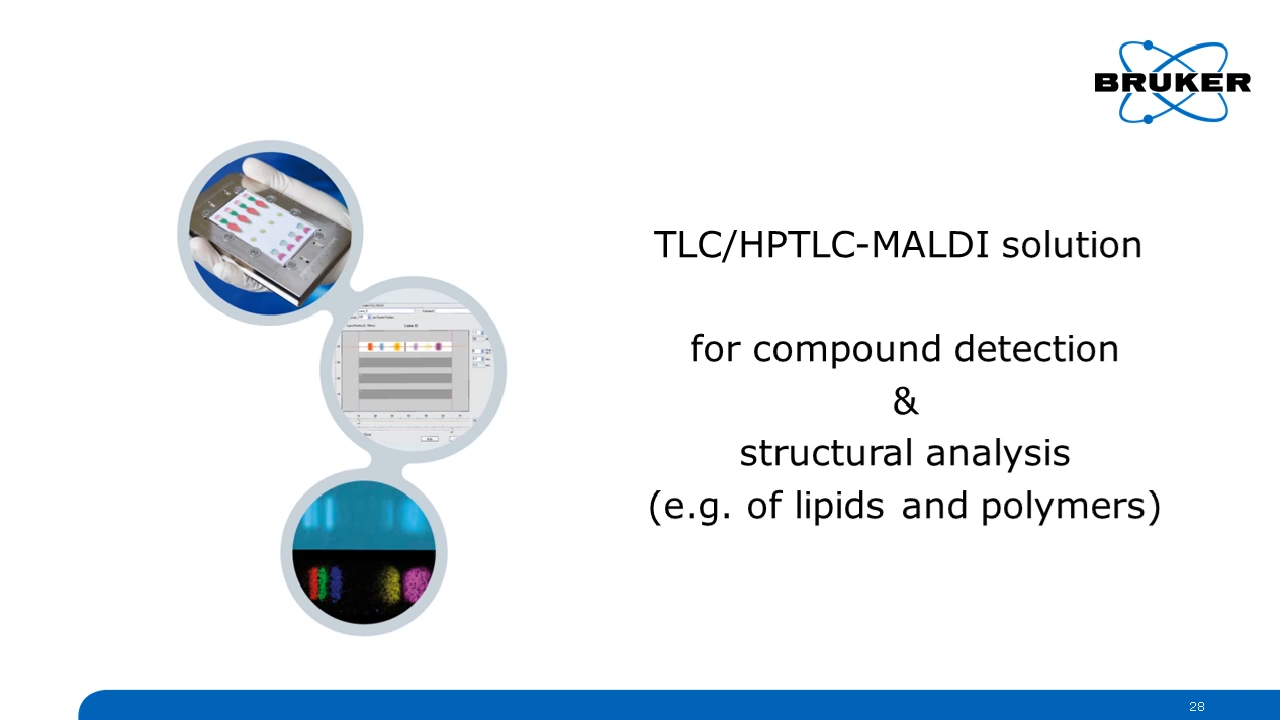 BRUKER
TLC/HPTLC-MALDI solution
for compound detection
&
structural analysis
(e.g. of lipids and polymers)
28